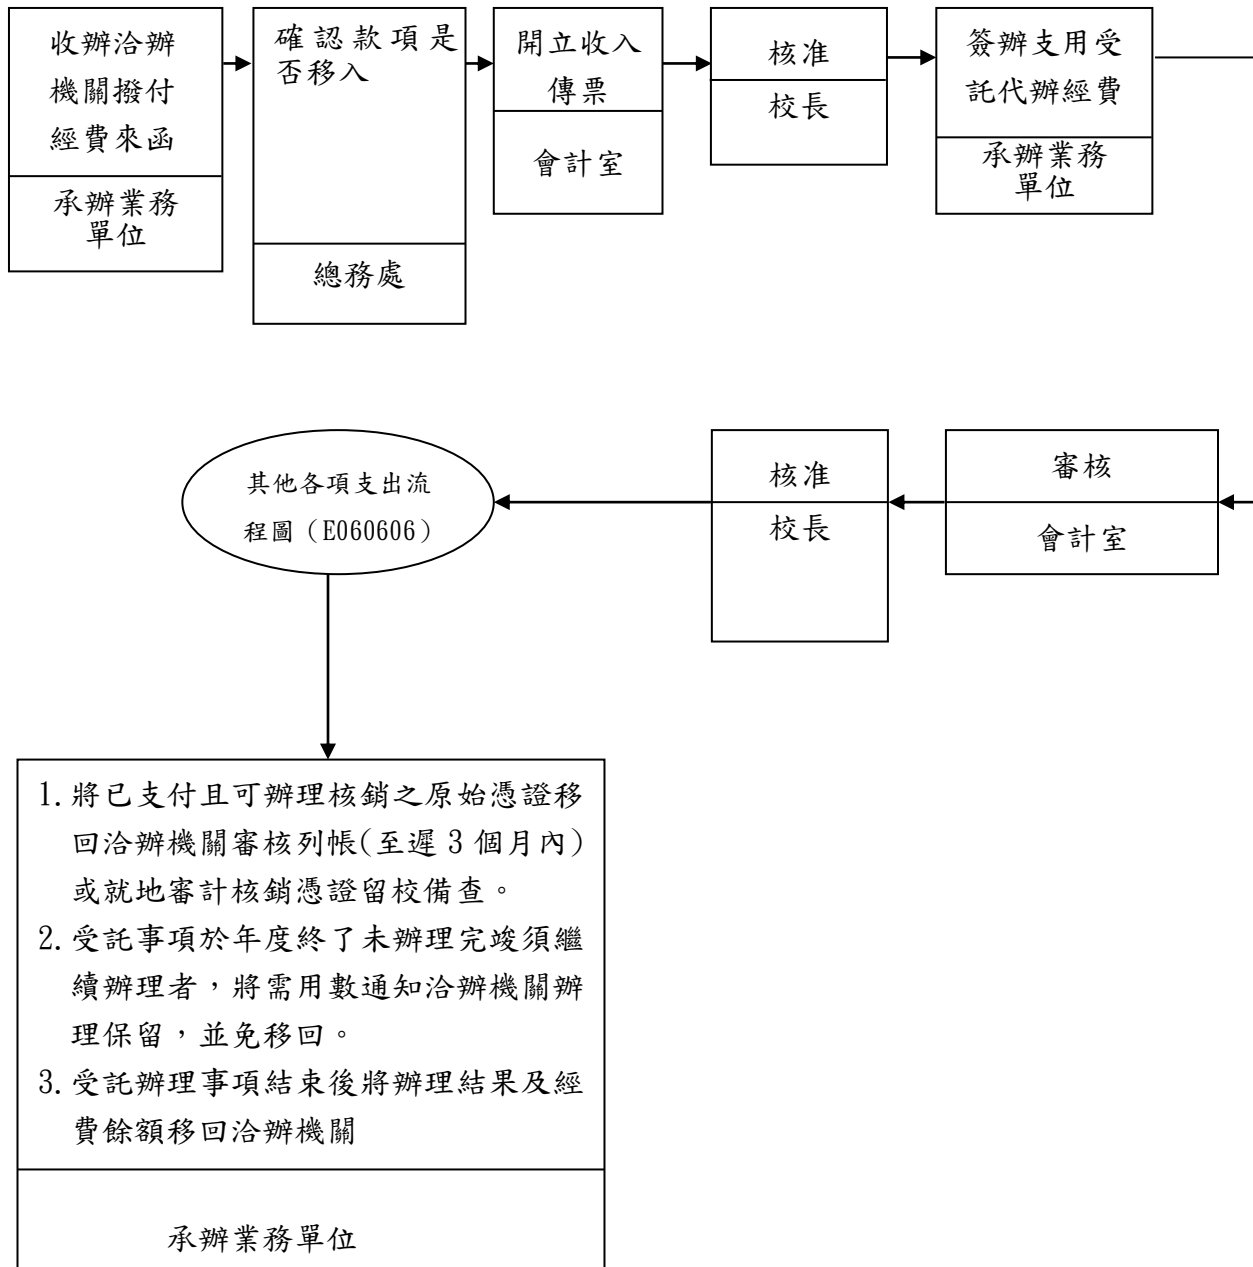 收辦洽辦
機關撥付
經費來函
承辦業務
單位
確認款項是
否移入
總務處
開立收入
傳票
會計室
核准
校長
簽辦支用受
託代辦經費
承辦業務
單位
審核
會計室
核准
校長
其他各項支出流
程圖（E060606）
1. 將已支付且可辦理核銷之原始憑證移
回洽辦機關審核列帳(至遲 3 個月內)
或就地審計核銷憑證留校備查。
2. 受託事項於年度終了未辦理完竣須繼
續辦理者，將需用數通知洽辦機關辦
理保留，並免移回。
3. 受託辦理事項結束後將辦理結果及經
費餘額移回洽辦機關
承辦業務單位